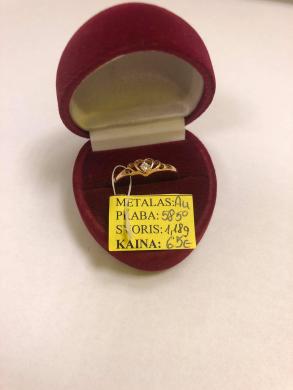 METALAS: Au
PRABA: 585°
SVORIS: 1,18g
KAINA: 65€